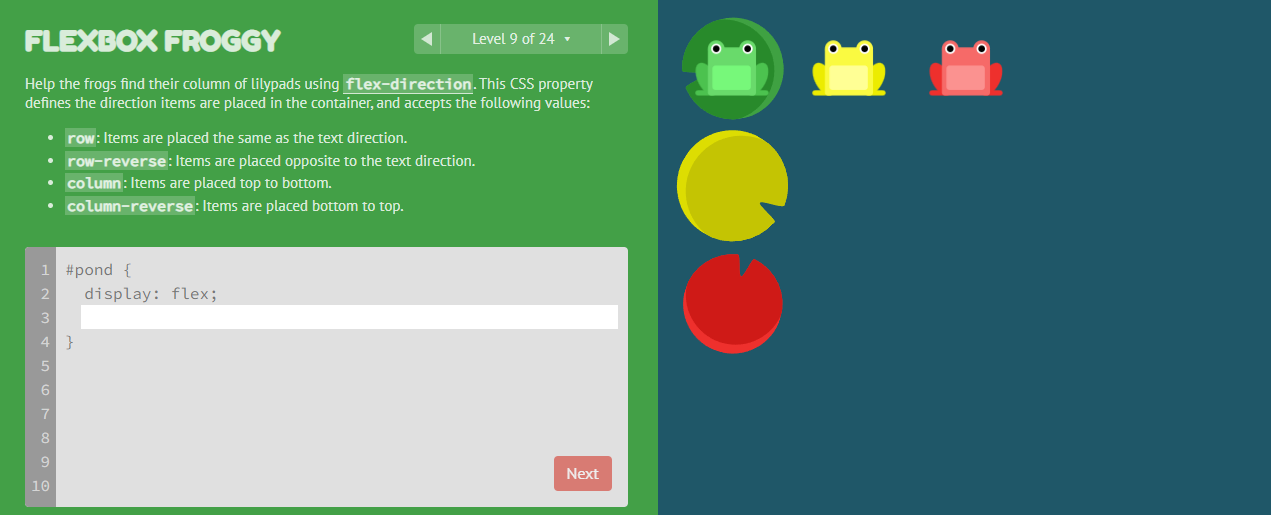 FLEXBOX FROGGY
◀ Level 9 of 24 ▾ ▶
Help the frogs find their column of lilypads using flex-direction. This CSS property
defines the direction items are placed in the container, and accepts the following values:
• row: Items are placed the same as the text direction.
• row-reverse: Items are placed opposite to the text direction.
• column: Items are placed top to bottom.
• column-reverse: Items are placed bottom to top.
1 #pond {
2 display: flex;
3
4 }
5
6
7
8
9
10
Next